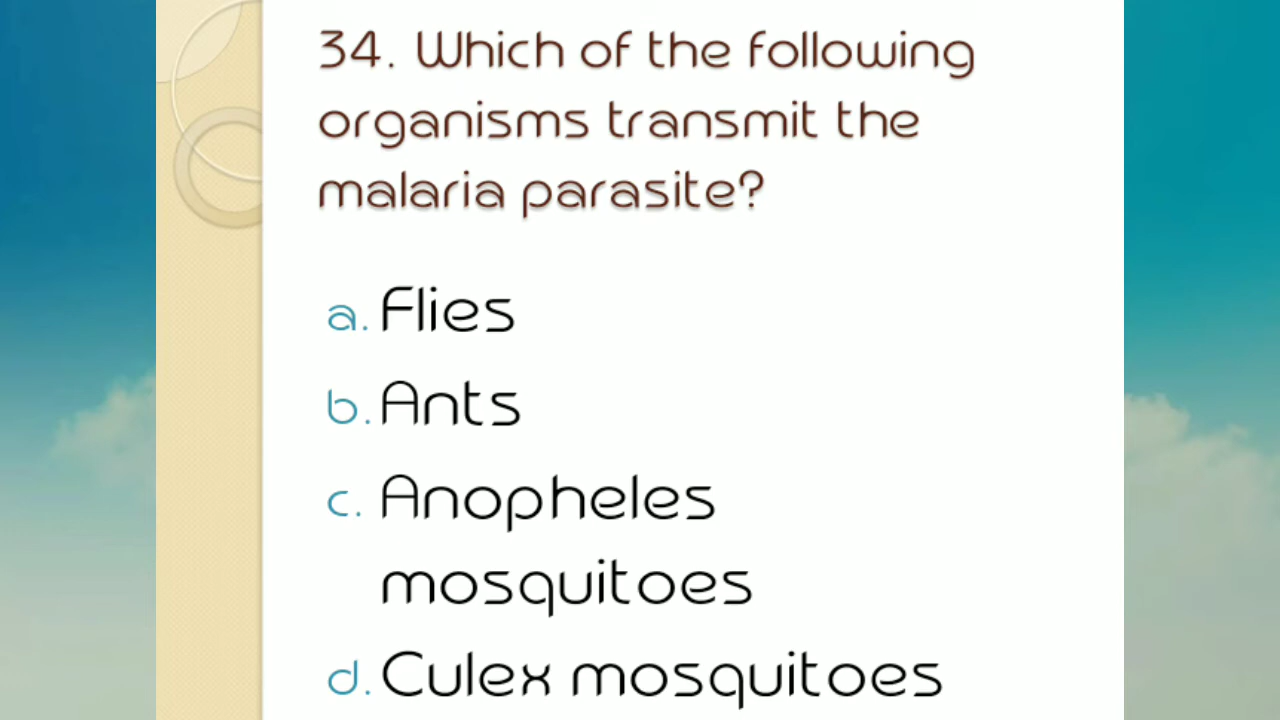 34. Which of the following
organisms transmit the
malaria parasite?
a. Flies
b. Ants
c. Anopheles
mosquitoes
d. Culex mosquitoes